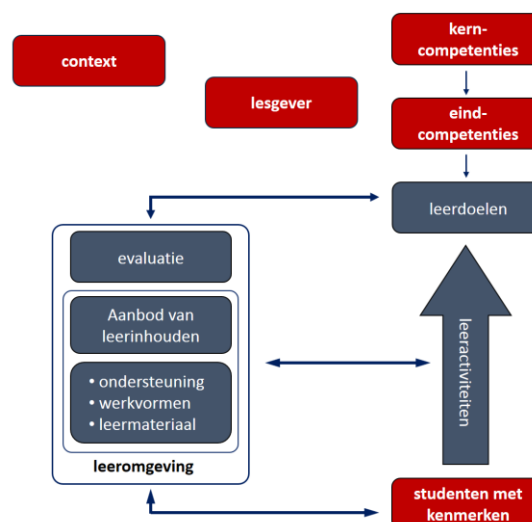 kern-
competenties
context
lesgever
eind-
competenties
leerdoelen
evaluatie
Aanbod van
leerinhouden
• ondersteuning
• werkvormen
• leermateriaal
leeromgeving
leeractiviteiten
studenten met
kenmerken